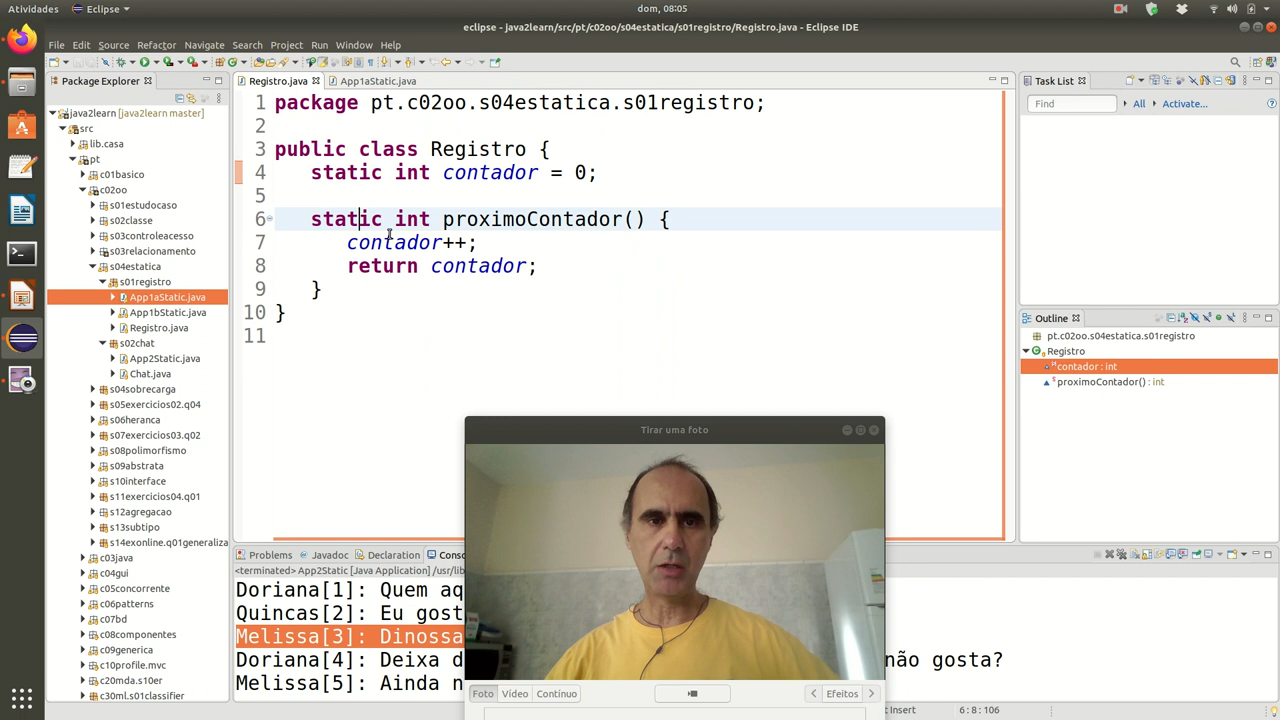 Atividades
Eclipse
dom, 08:05
eclipse - java2learn/src/pt/c02oo/s04estatica/s01registro/Registro.java - Eclipse IDE
File Edit Source Refactor Navigate Search Project Run Window Help
Package Explorer
java2learn [java2learn master]
src
lib.casa
pt
c01basico
c02oo
s01estudocaso
s02classe
s03controleacesso
s03relacionamento
s04estatica
s01registro
App1aStatic.java
App1bStatic.java
Registro.java
s02chat
App2Static.java
Chat.java
s04sobrecarga
s05exercicios02.q04
s06heranca
s07exercicios03.q02
s08polimorfismo
s09abstrata
s10interface
s11exercicios04.q01
s12agregacao
s13subtipo
s14exonline.q01generaliza
c03java
c04gui
c05concorrente
c06patterns
c07bd
c08componentes
c09generica
c10profile.mvc
c20mda.s10er
c30ml.s01classifier
Registro.java
App1aStatic.java
1 package pt.c02oo.s04estatica.s01registro;
2
3 public class Registro {
4 static int contador = 0;
5
6 static int proximoContador() {
7 contador++;
8 return contador;
9 }
10 }
11
Task List
Find
All
Activate...
Outline
pt.c02oo.s04estatica.s01registro
Registro
contador : int
proximoContador() : int
Problems
Javadoc
Declaration
Conso
<terminated> App2Static [Java Application] /usr/lib
Doriana[1]: Quem aq
Quincas[2]: Eu gost
Melissa[3]: Dinossa
Doriana[4]: Deixa d
não gosta?
Melissa[5]: Ainda n
Tirar uma foto
Foto
Vídeo
Contínuo
Efeitos
Insert
6 : 8 : 106